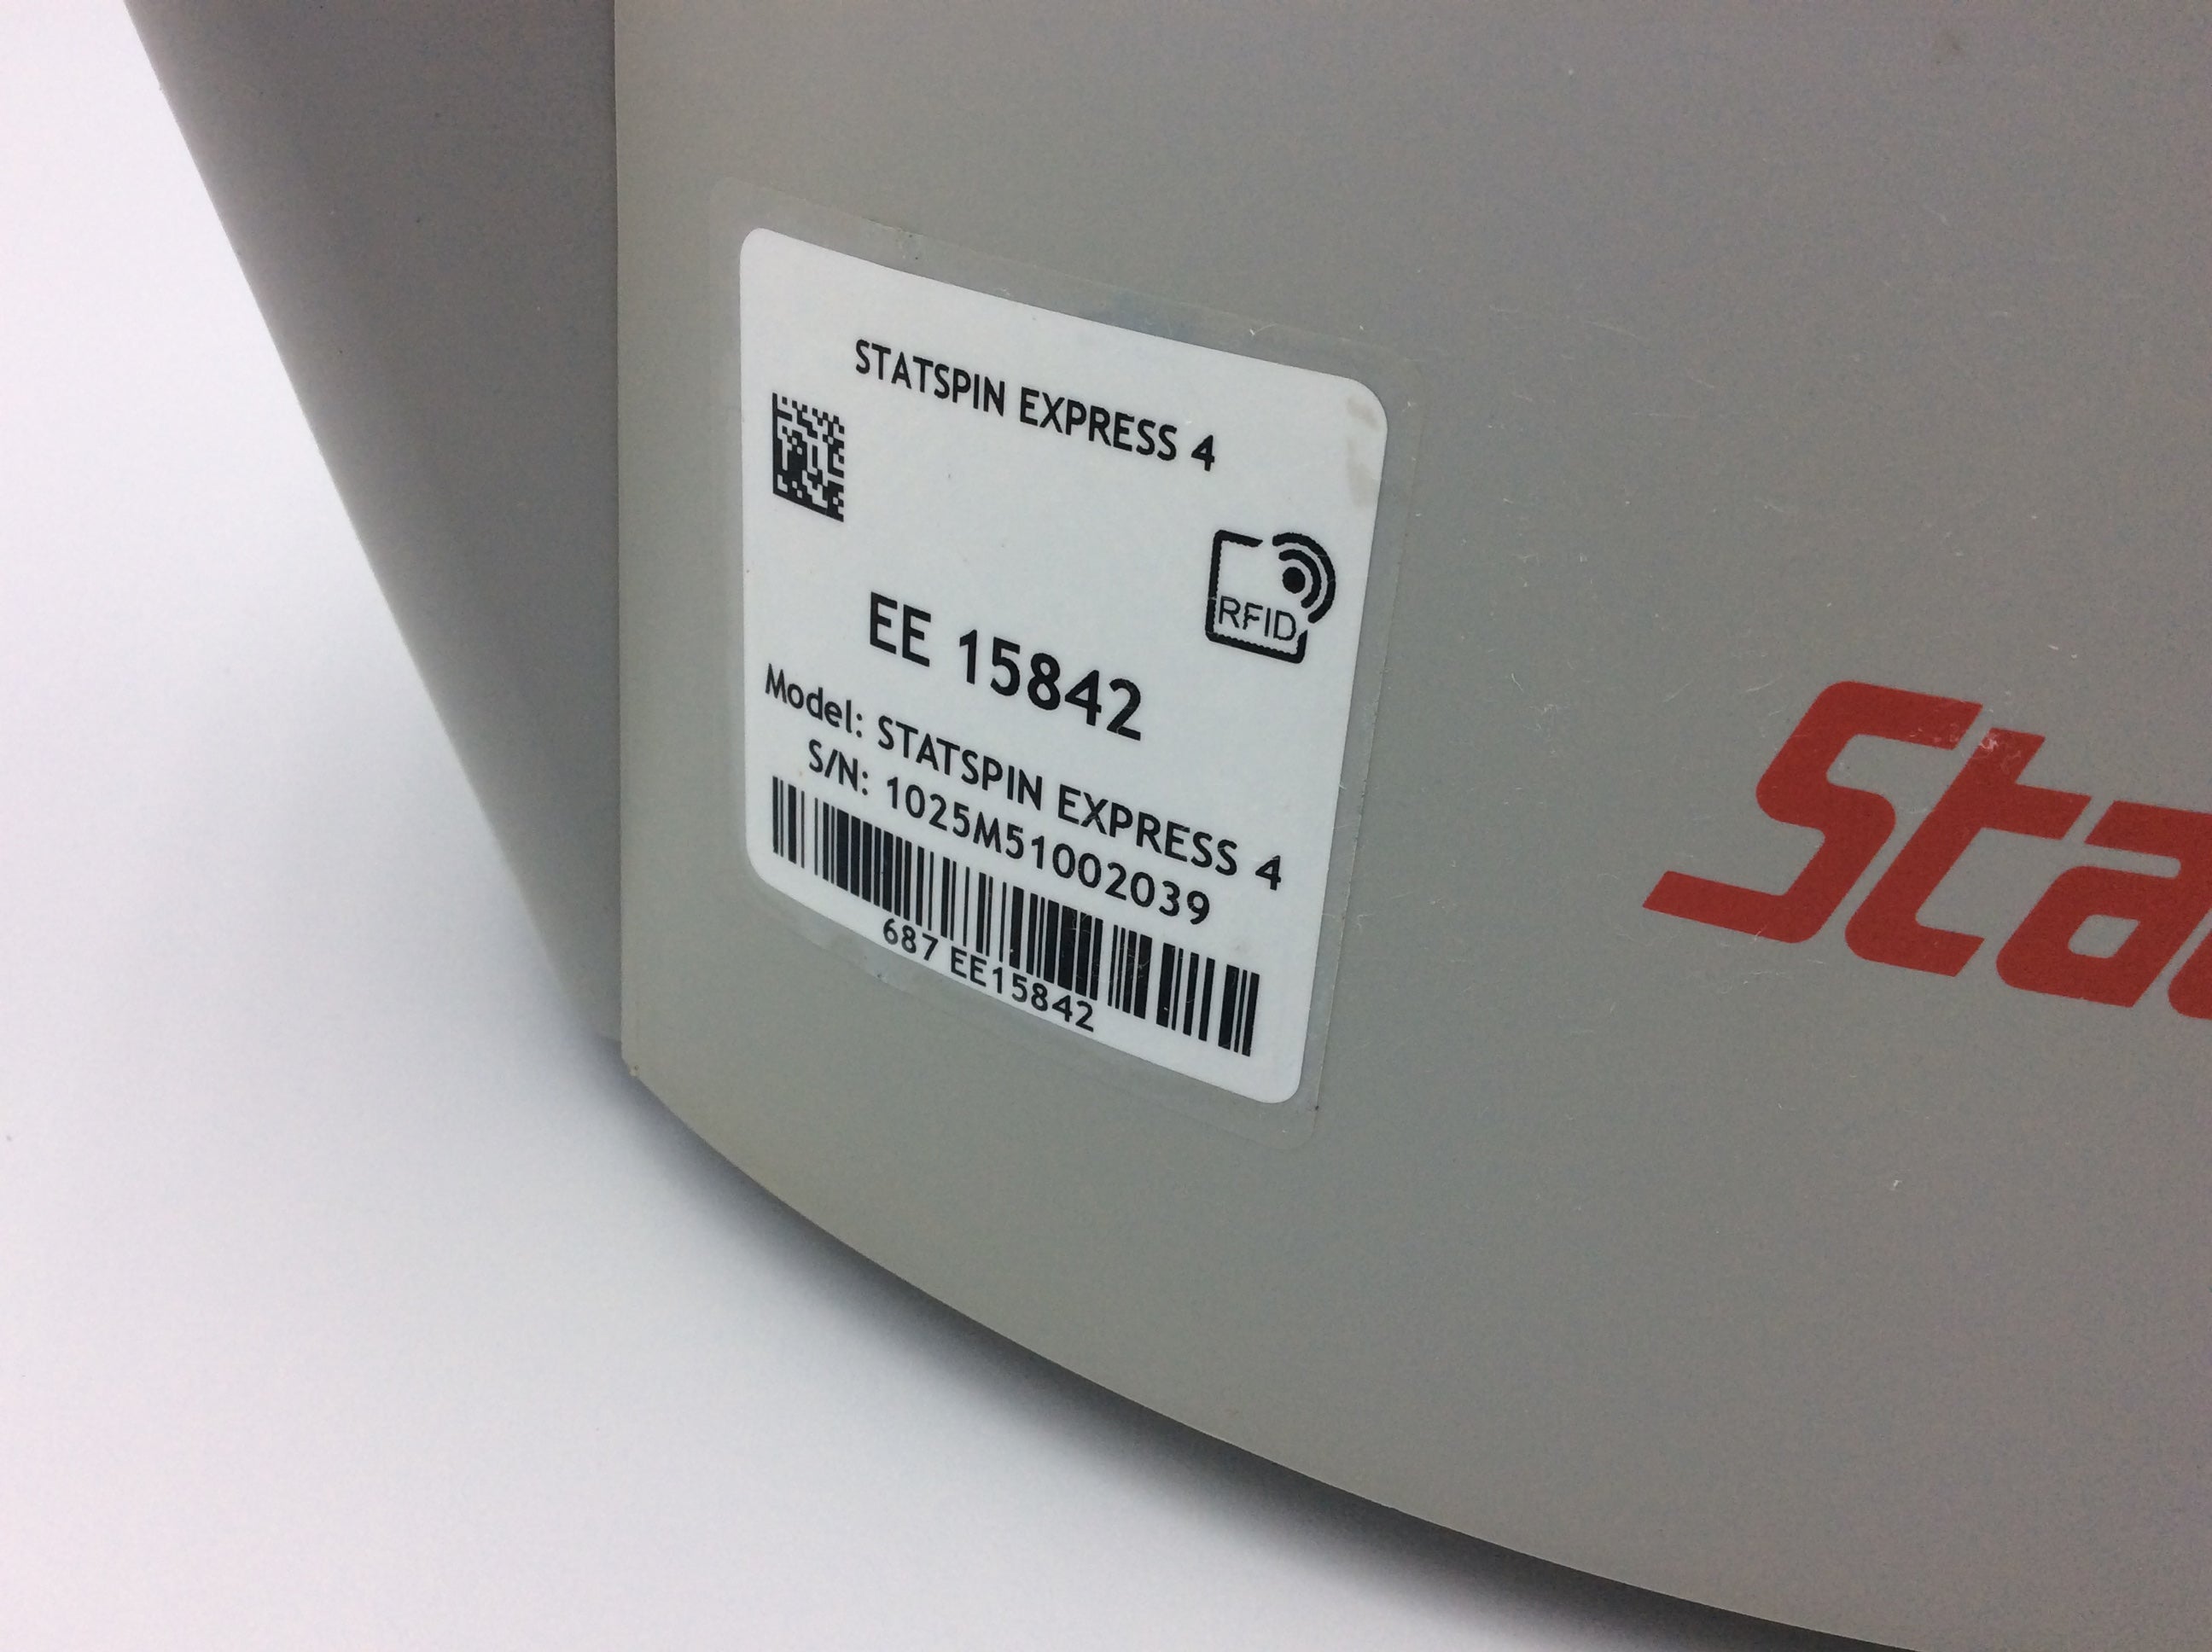 STATSPIN EXPRESS 4
RFID
EE 15842
Model: STATSPIN EXPRESS 4
S/N: 1025M51002039
687 EE15842
Sta